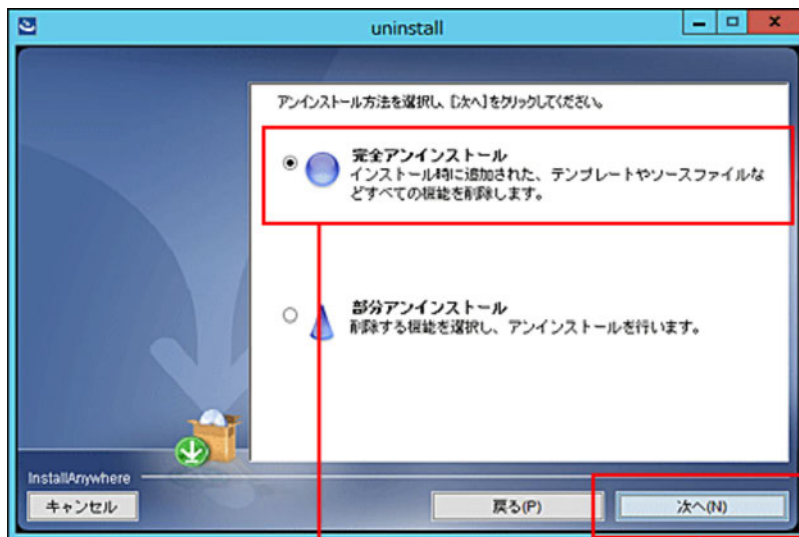 uninstall
アンインストール方法を選択し、［次へ］をクリックしてください。
完全アンインストール
インストール時に追加された、テンプレートやソースファイルな
どすべての機能を削除します。
部分アンインストール
削除する機能を選択し、アンインストールを行います。
InstallAnywhere
キャンセル
戻る(P)
次へ(N)